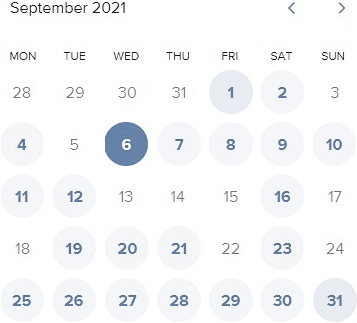 September 2021
MON TUE WED THU FRI SAT SUN
28 29 30 31 1 2 3
4 5 6 7 8 9 10
11 12 13 14 15 16 17
18 19 20 21 22 23 24
25 26 27 28 29 30 31